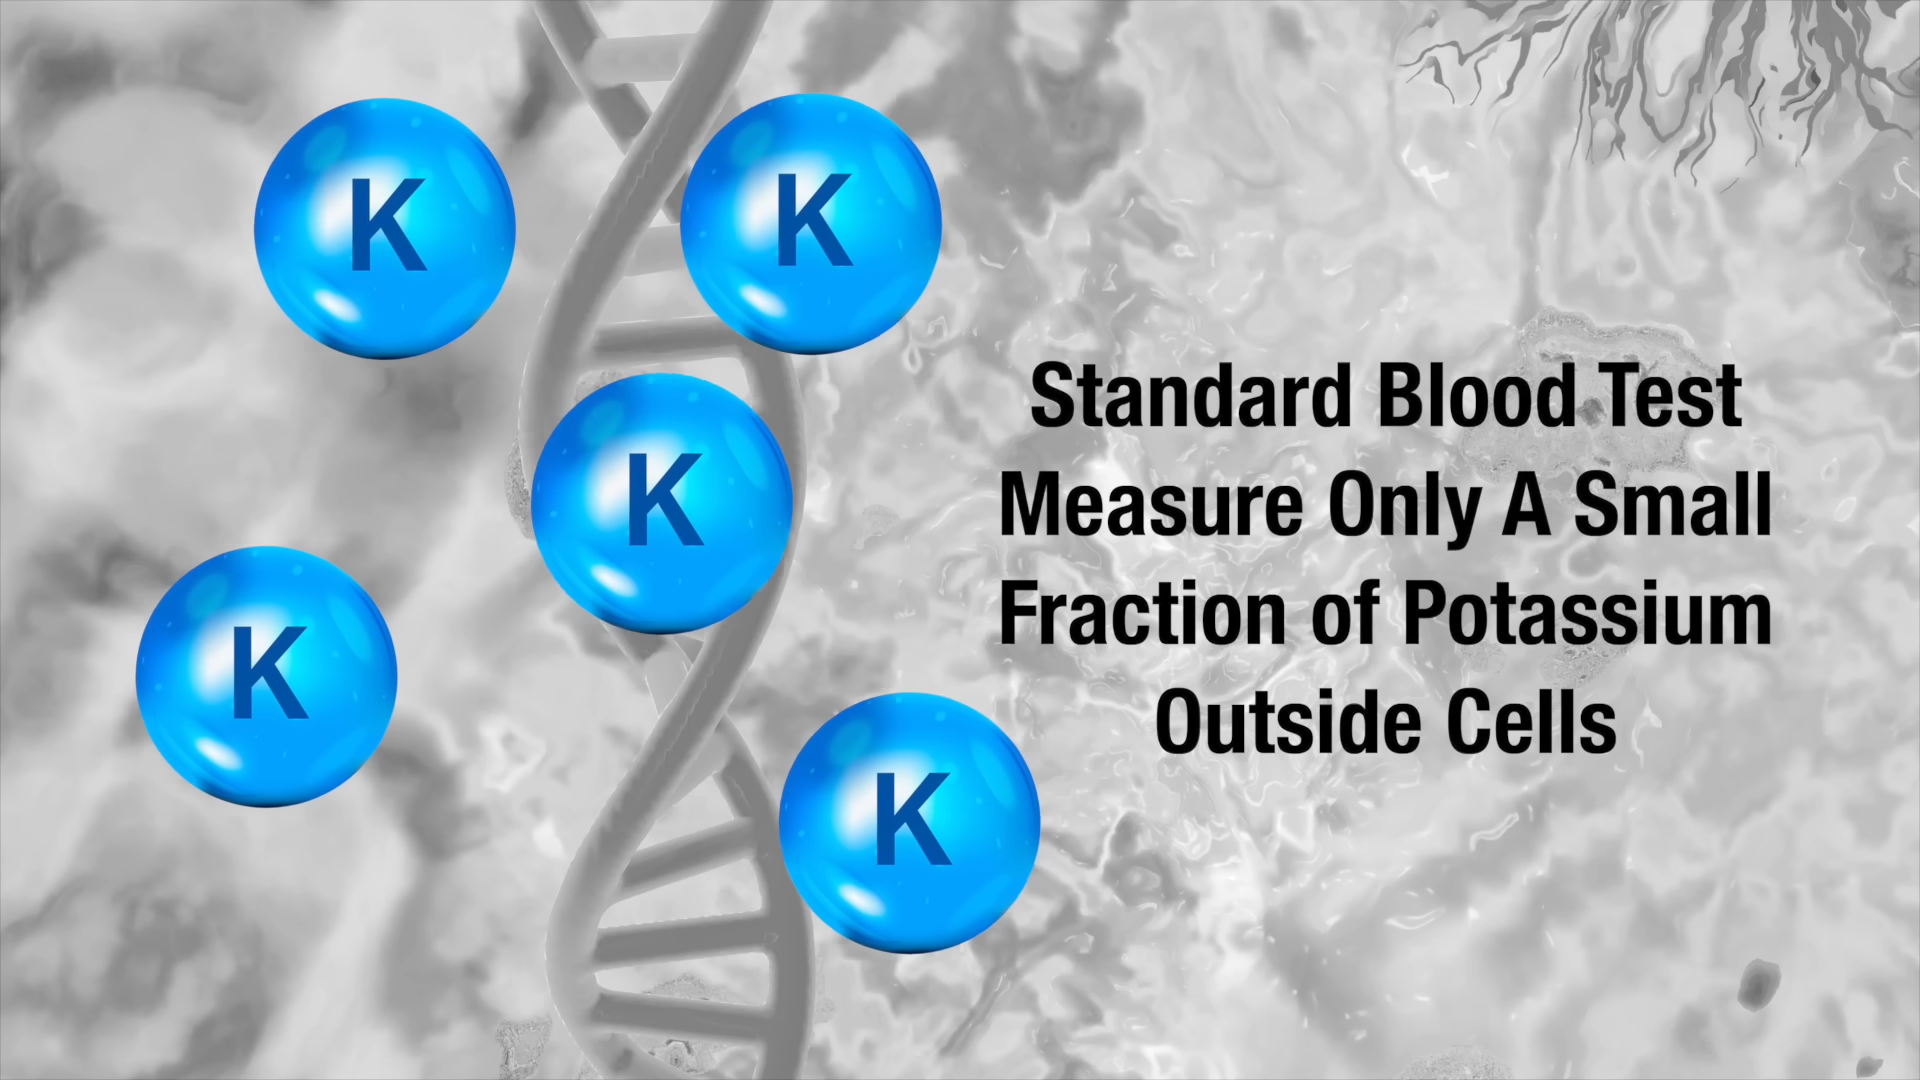 K
K
K
K
K
Standard Blood Test
Measure Only A Small
Fraction of Potassium
Outside Cells